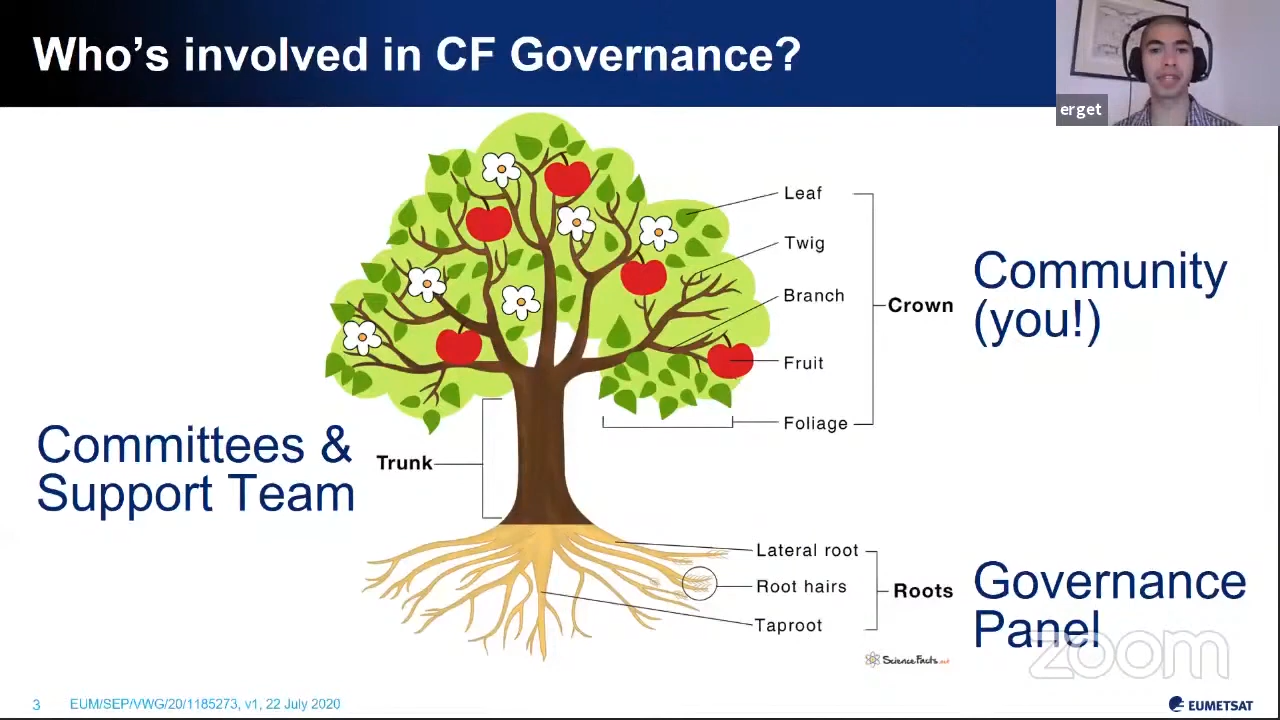 Who's involved in CF Governance?
erget
Leaf
Twig
Branch
Crown
Fruit
Foliage
Community
(you!)
Committees &
Support Team
Trunk
Lateral root
Root hairs
Roots
Taproot
Governance
Panel
ScienceFacts.net
zoom
3
EUM/SEP/VWG/20/1185273, v1, 22 July 2020
EUMETSAT